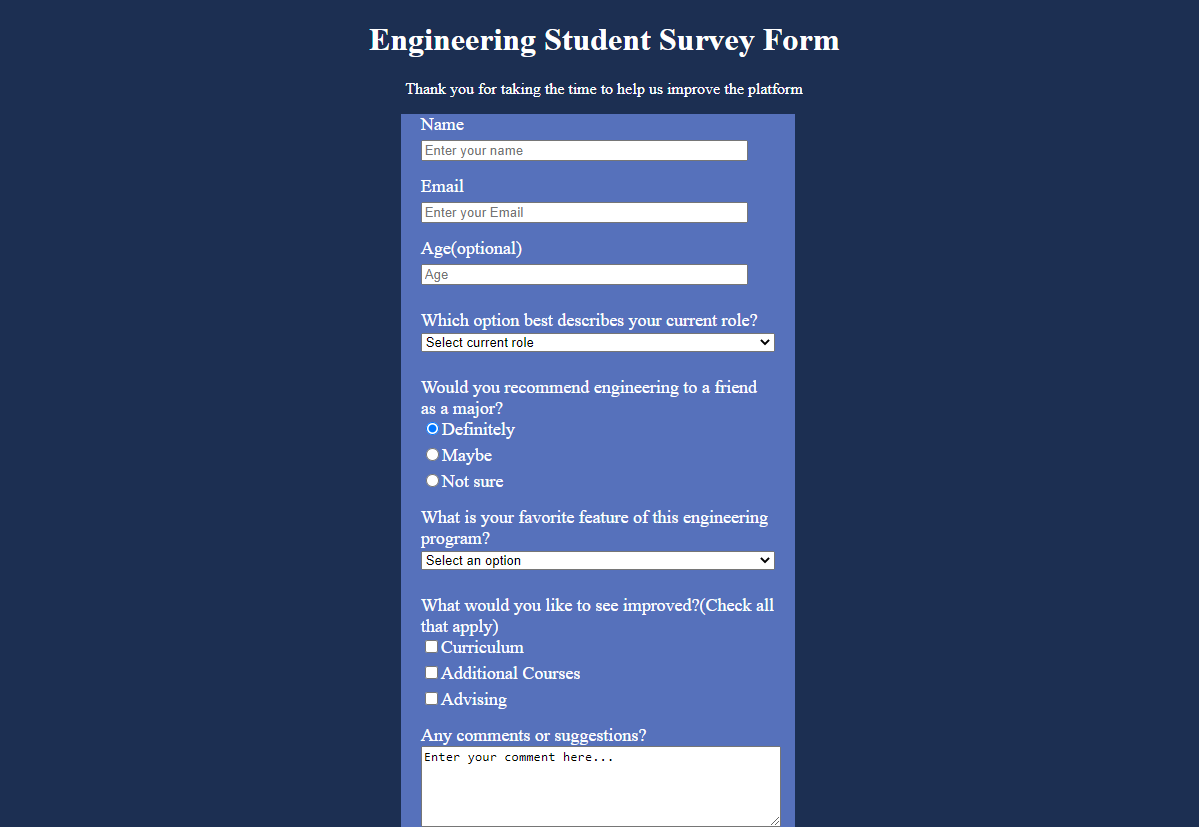 Engineering Student Survey Form
Thank you for taking the time to help us improve the platform
Name
Enter your name
Email
Enter your Email
Age(optional)
Age
Which option best describes your current role?
Select current role
Would you recommend engineering to a friend
as a major?
Definitely
Maybe
Not sure
What is your favorite feature of this engineering
program?
Select an option
What would you like to see improved?(Check all
that apply)
Curriculum
Additional Courses
Advising
Any comments or suggestions?
Enter your comment here...